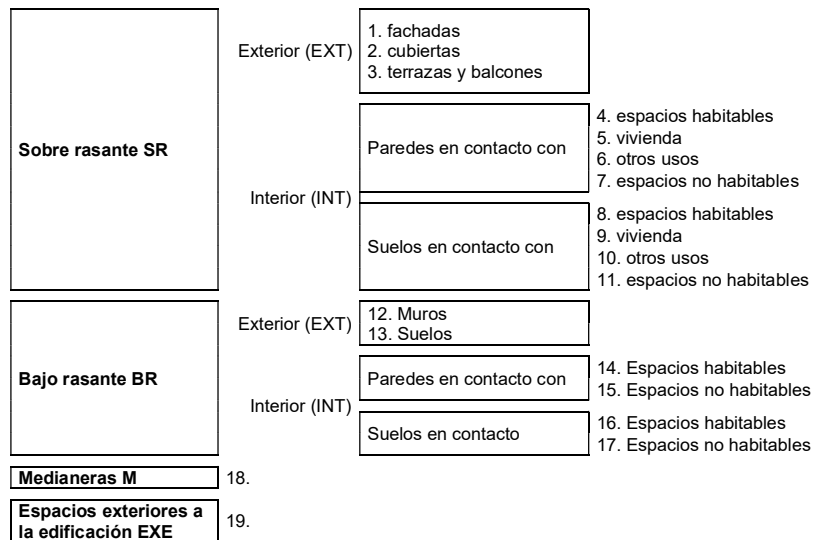 Sobre rasante SR
Exterior (EXT)
1. fachadas
2. cubiertas
3. terrazas y balcones
Interior (INT)
Paredes en contacto con
4. espacios habitables
5. vivienda
6. otros usos
7. espacios no habitables
Suelos en contacto con
8. espacios habitables
9. vivienda
10. otros usos
11. espacios no habitables
Bajo rasante BR
Exterior (EXT)
12. Muros
13. Suelos
Interior (INT)
Paredes en contacto con
14. Espacios habitables
15. Espacios no habitables
Suelos en contacto
16. Espacios habitables
17. Espacios no habitables
Medianeras M
18.
Espacios exteriores a
la edificación EXE
19.